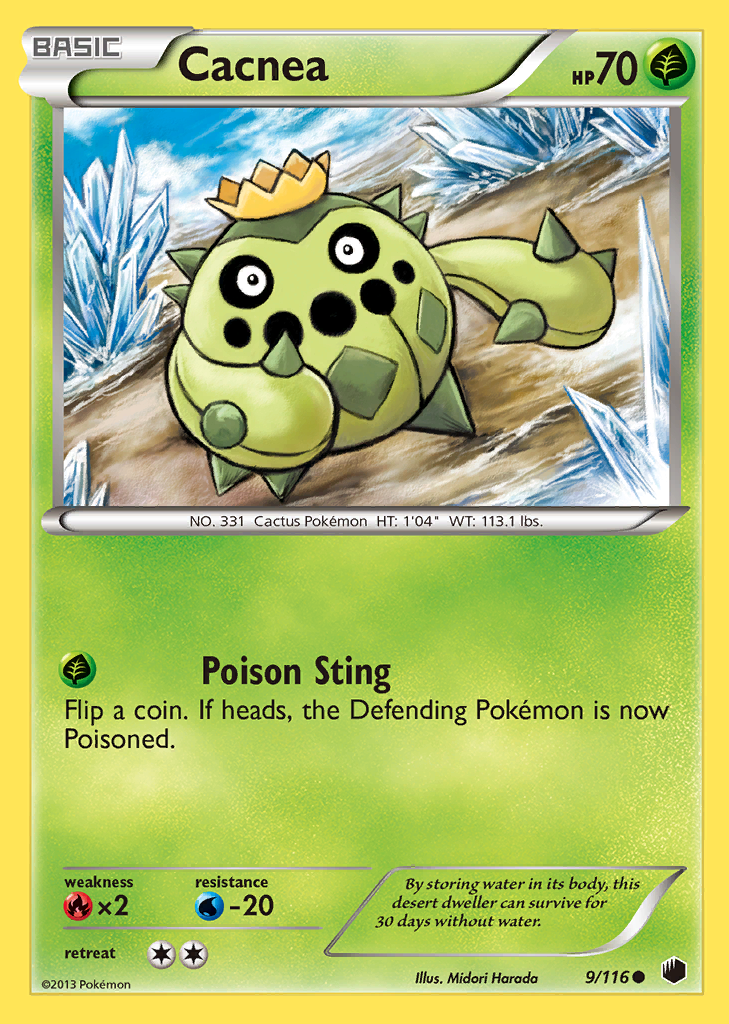 BASIC
Cacnea
HP70
NO. 331 Cactus Pokémon HT: 1'04" WT: 113.1 lbs.
Poison Sting
Flip a coin. If heads, the Defending Pokémon is now
Poisoned.
weakness
×2
resistance
-20
retreat
By storing water in its body, this
desert dweller can survive for
30 days without water.
©2013 Pokémon
Illus. Midori Harada
9/116